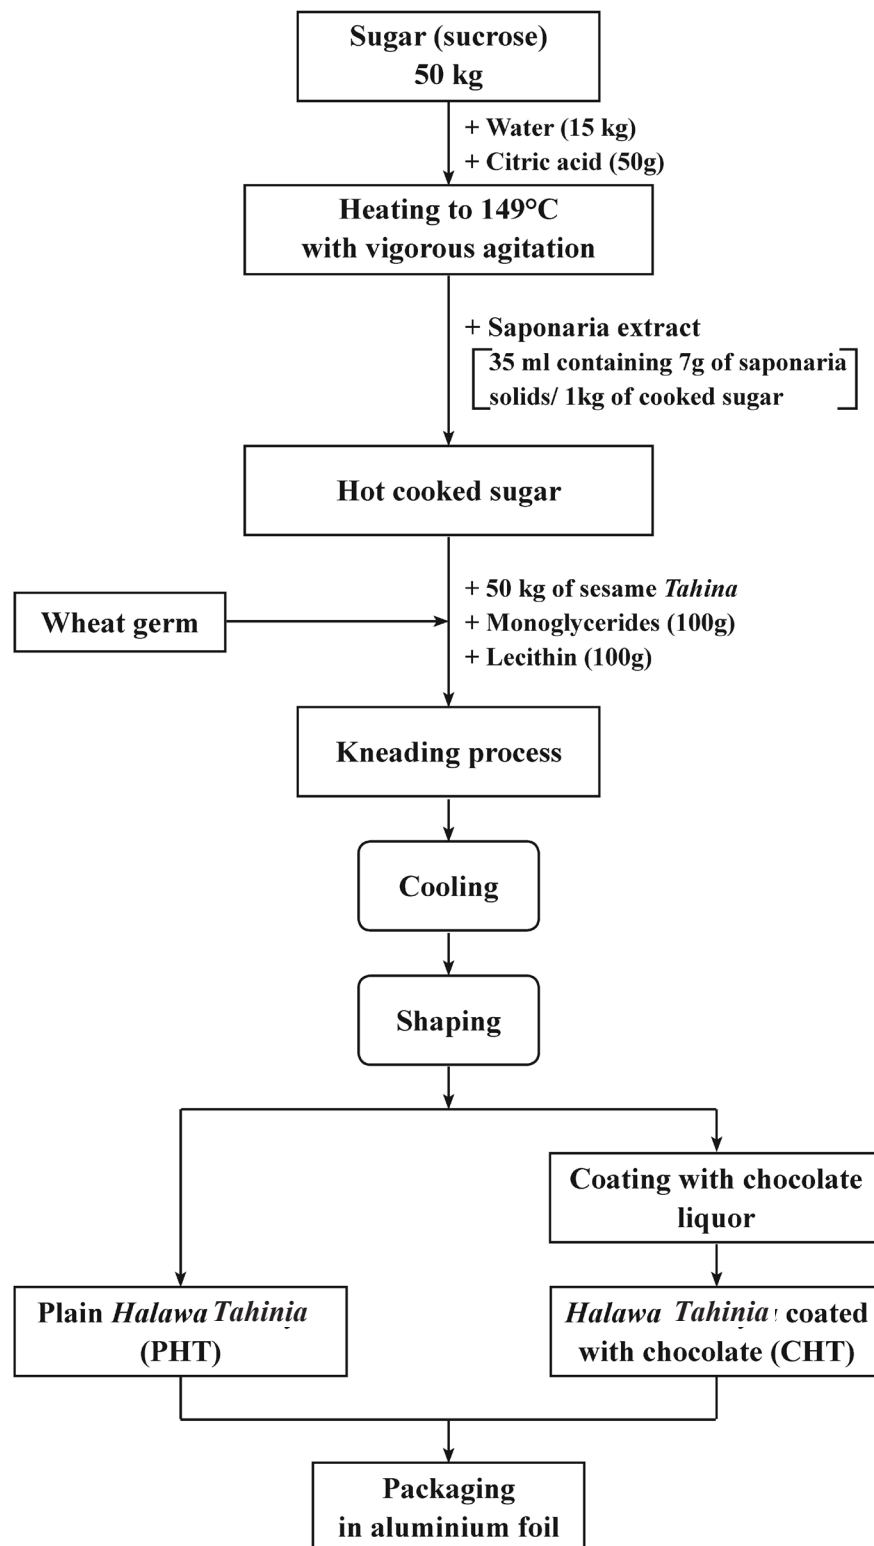 Sugar (sucrose)
50 kg
+ Water (15 kg)
+ Citric acid (50g)
Heating to 149°C
with vigorous agitation
+ Saponaria extract
35 ml containing 7g of saponaria
solids/ 1kg of cooked sugar
Hot cooked sugar
+ 50 kg of sesame Tahina
+ Monoglycerides (100g)
+ Lecithin (100g)
Wheat germ
Kneading process
Cooling
Shaping
Coating with chocolate
liquor
Plain Halawa Tahinia
(PHT)
Halawa Tahinia coated
with chocolate (CHT)
Packaging
in aluminium foil